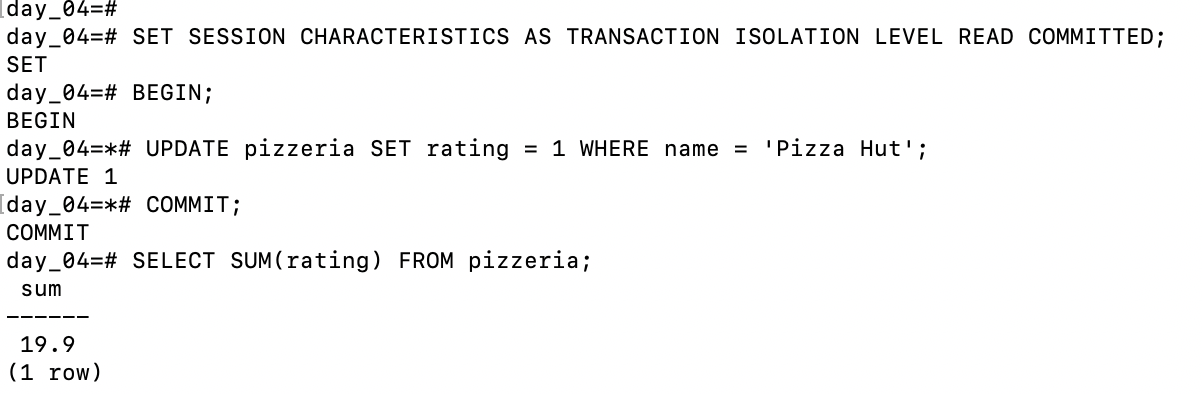 day_04=#
day_04=# SET SESSION CHARACTERISTICS AS TRANSACTION ISOLATION LEVEL READ COMMITTED;
SET
day_04=# BEGIN;
BEGIN
day_04=*# UPDATE pizzeria SET rating = 1 WHERE name = 'Pizza Hut';
UPDATE 1
day_04=*# COMMIT;
COMMIT
day_04=# SELECT SUM(rating) FROM pizzeria;
 sum
------
 19.9
(1 row)